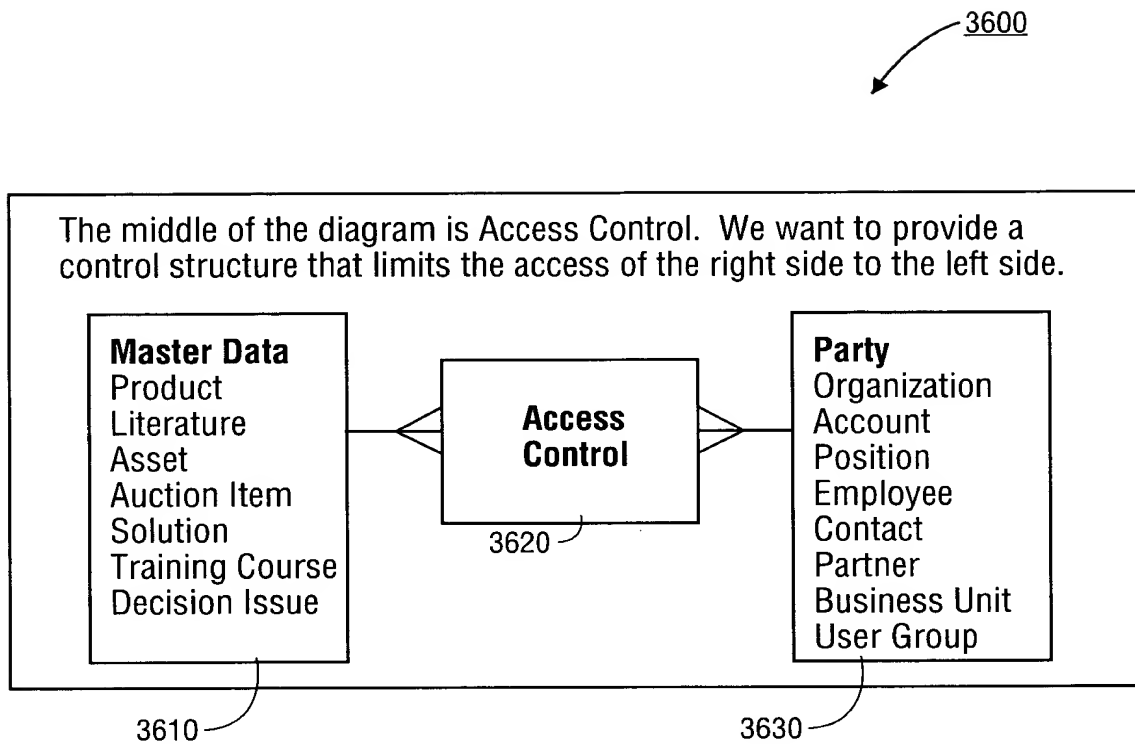 3600
The middle of the diagram is Access Control. We want to provide a
control structure that limits the access of the right side to the left side.
Master Data
Product
Literature
Asset
Auction Item
Solution
Training Course
Decision Issue
3610
Access
Control
3620
Party
Organization
Account
Position
Employee
Contact
Partner
Business Unit
User Group
3630